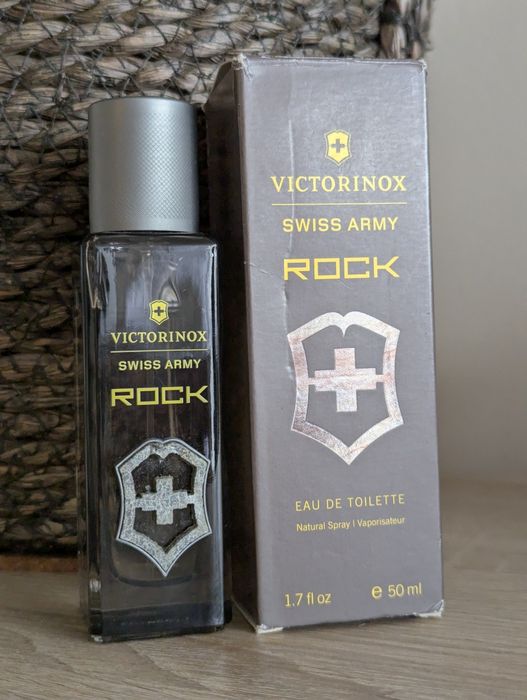 VICTORINOX
SWISS ARMY
ROCK
VICTORINOX
SWISS ARMY
ROCK
EAU DE TOILETTE
Natural Spray | Vaporisateur
1.7 fl oz ℮ 50 ml